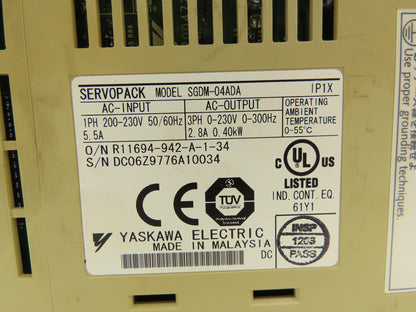 SERVOPACK MODEL SGDM-04ADA IP1X
AC-INPUT AC-OUTPUT OPERATING
1PH 200-230V 50/60Hz 3PH 0-230V 0-300Hz AMBIENT
5.5A 2.8A 0.40kW TEMPERATURE
0-55°C
O/N R11694-942-A-1-34
S/N DC06Z9776A10034
C UL US
LISTED
IND. CONT. EQ.
61Y1
CE
TÜV
YASKAWA ELECTRIC
MADE IN MALAYSIA
DC
INSP
PASS
Use proper
grounding techniques